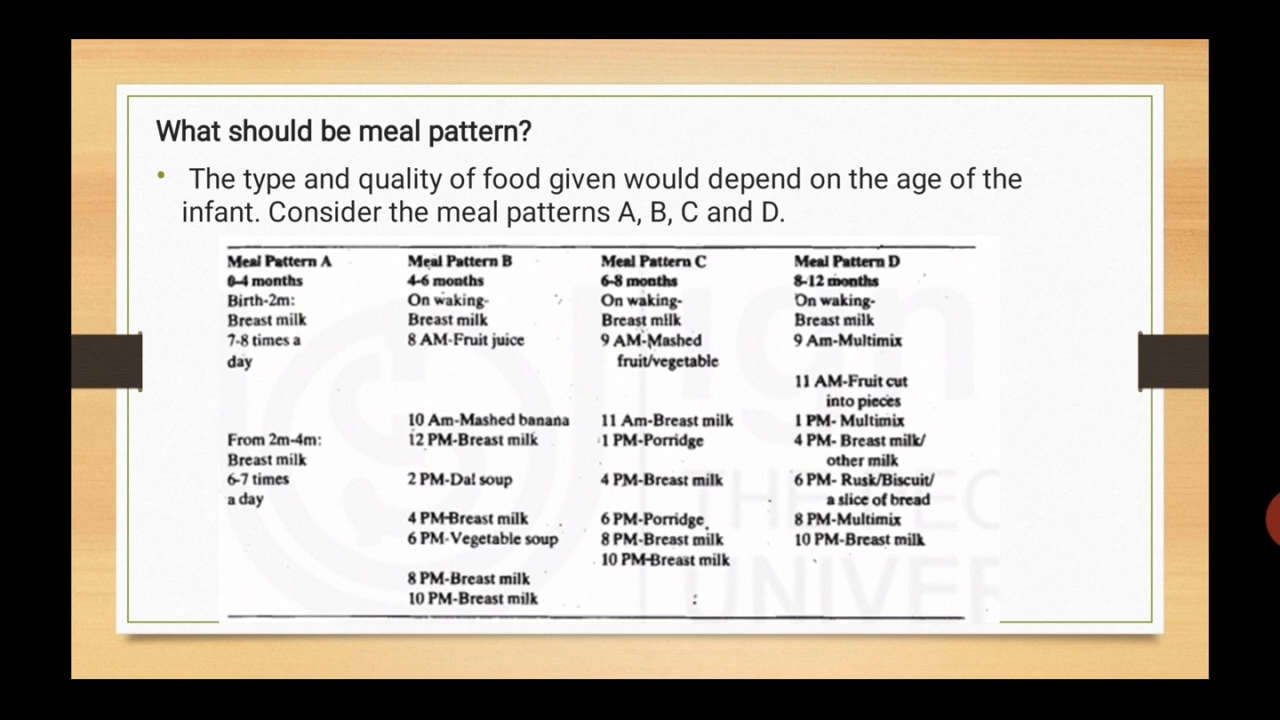 What should be meal pattern?
• The type and quality of food given would depend on the age of the
infant. Consider the meal patterns A, B, C and D.
Meal Pattern A
0-4 months
Birth-2m:
Breast milk
7-8 times a
day
From 2m-4m:
Breast milk
6-7 times
a day
Meal Pattern B
4-6 months
On waking-
Breast milk
8 AM-Fruit juice
10 Am-Mashed banana
12 PM-Breast milk
2 PM-Dal soup
4 PM-Breast milk
6 PM-Vegetable soup
8 PM-Breast milk
10 PM-Breast milk
Meal Pattern C
6-8 months
On waking-
Breast milk
9 AM-Mashed
fruit/vegetable
11 Am-Breast milk
1 PM-Porridge
4 PM-Breast milk
6 PM-Porridge
8 PM-Breast milk
10 PM-Breast milk
Meal Pattern D
8-12 months
On waking-
Breast milk
9 Am-Multimix
11 AM-Fruit cut
into pieces
1 PM- Multimix
4 PM- Breast milk/
other milk
6 PM- Rusk/Biscuit/
a slice of bread
8 PM-Multimix
10 PM-Breast milk
ign
THE PEO
UNIVER